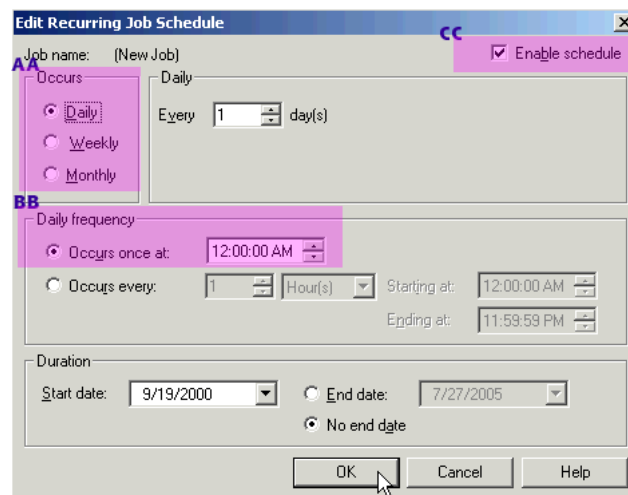 Edit Recurring Job Schedule
CC
Job name: (New Job)
Enable schedule
AA
Occurs
Daily
Daily
Every 1 day(s)
Weekly
Monthly
BB
Daily frequency
Occurs once at: 12:00:00 AM
Occurs every: 1 Hour(s) Starting at: 12:00:00 AM
Ending at: 11:59:59 PM
Duration
Start date: 9/19/2000 End date: 7/27/2005
No end date
OK Cancel Help